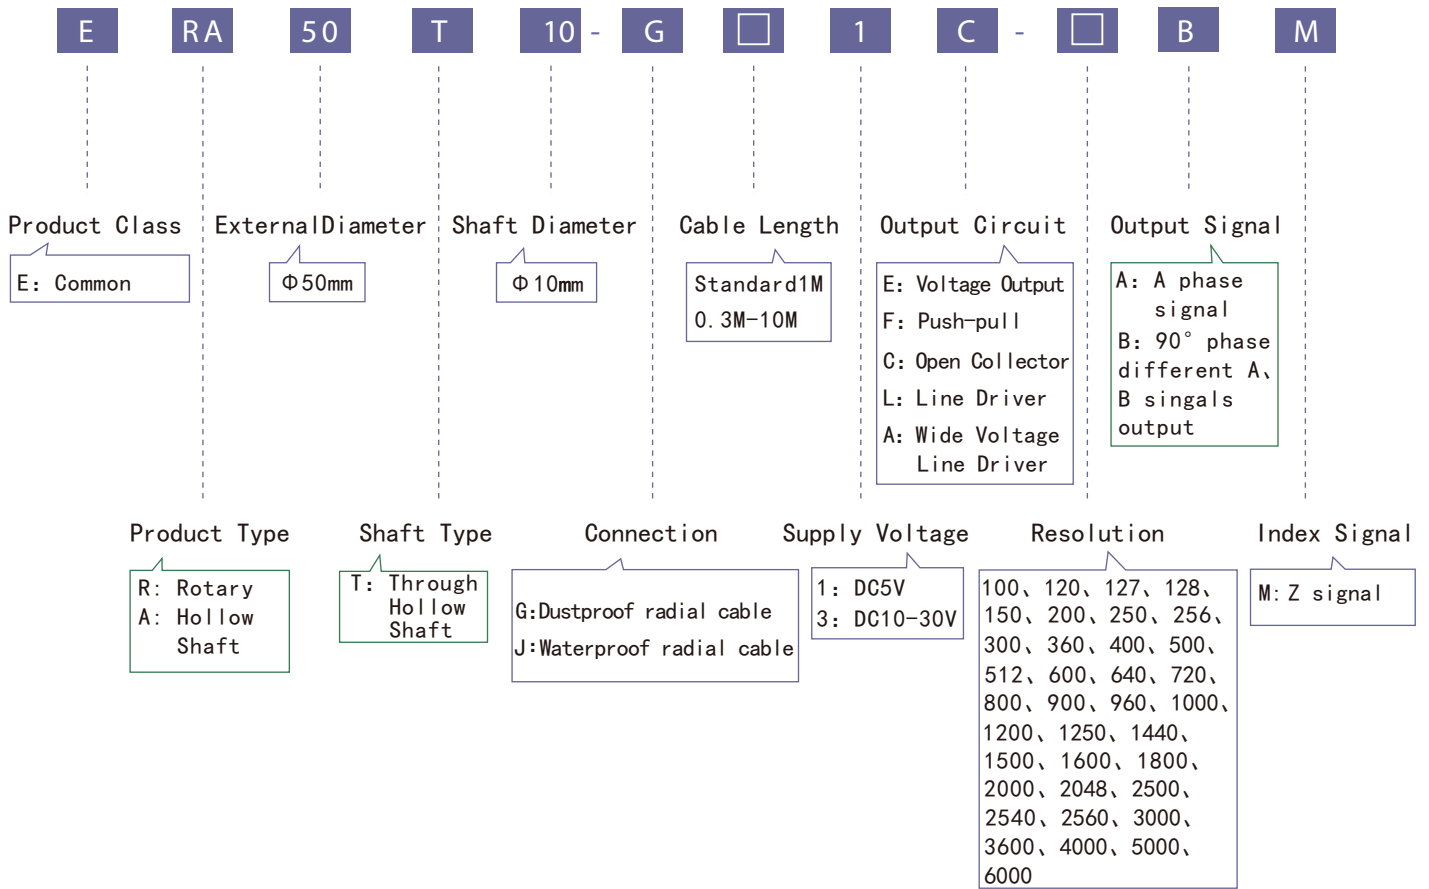 E RA 50 T 10 - G □ 1 C - □ B M
Product Class
E: Common
ExternalDiameter
Φ50mm
Shaft Diameter
Φ10mm
Cable Length
Standard1M
0.3M-10M
Output Circuit
E: Voltage Output
F: Push-pull
C: Open Collector
L: Line Driver
A: Wide Voltage
Line Driver
Output Signal
A: A phase
signal
B: 90° phase
different A、
B singals
output
Product Type
R: Rotary
A: Hollow
Shaft
Shaft Type
T: Through
Hollow
Shaft
Connection
G:Dustproof radial cable
J:Waterproof radial cable
Supply Voltage
1: DC5V
3: DC10-30V
Resolution
100、120、127、128、
150、200、250、256、
300、360、400、500、
512、600、640、720、
800、900、960、1000、
1200、1250、1440、
1500、1600、1800、
2000、2048、2500、
2540、2560、3000、
3600、4000、5000、
6000
Index Signal
M:Z signal